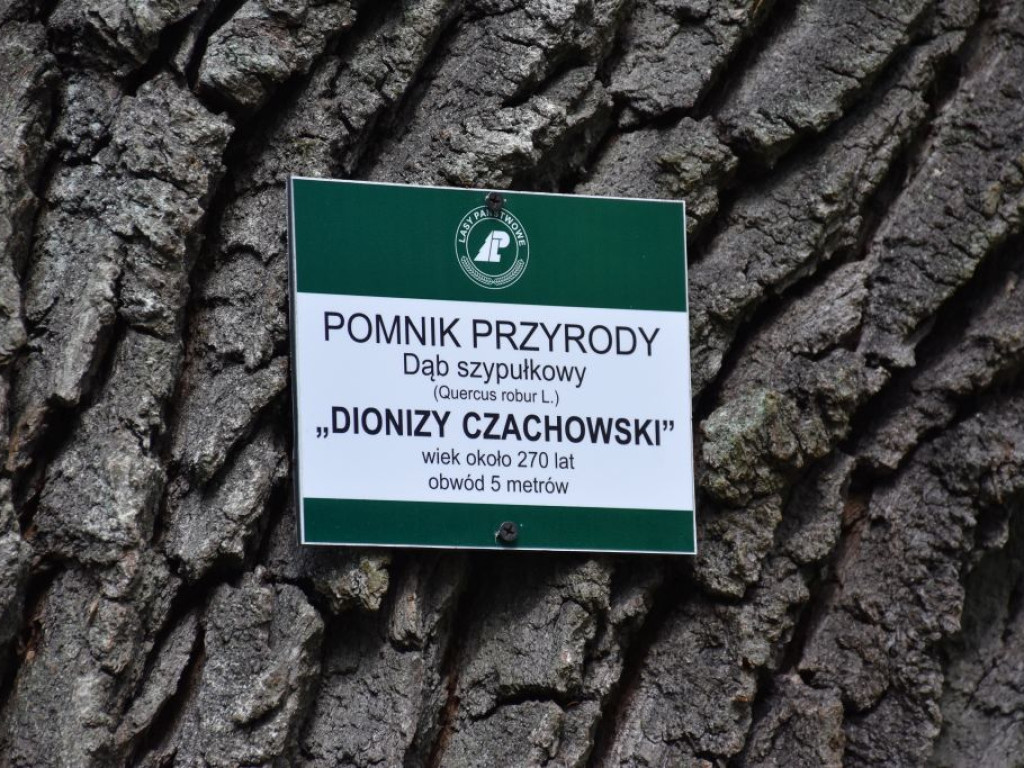 LASY PAŃSTWOWE
POMNIK PRZYRODY
Dąb szypułkowy
(Quercus robur L.)
„DIONIZY CZACHOWSKI”
wiek około 270 lat
obwód 5 metrów